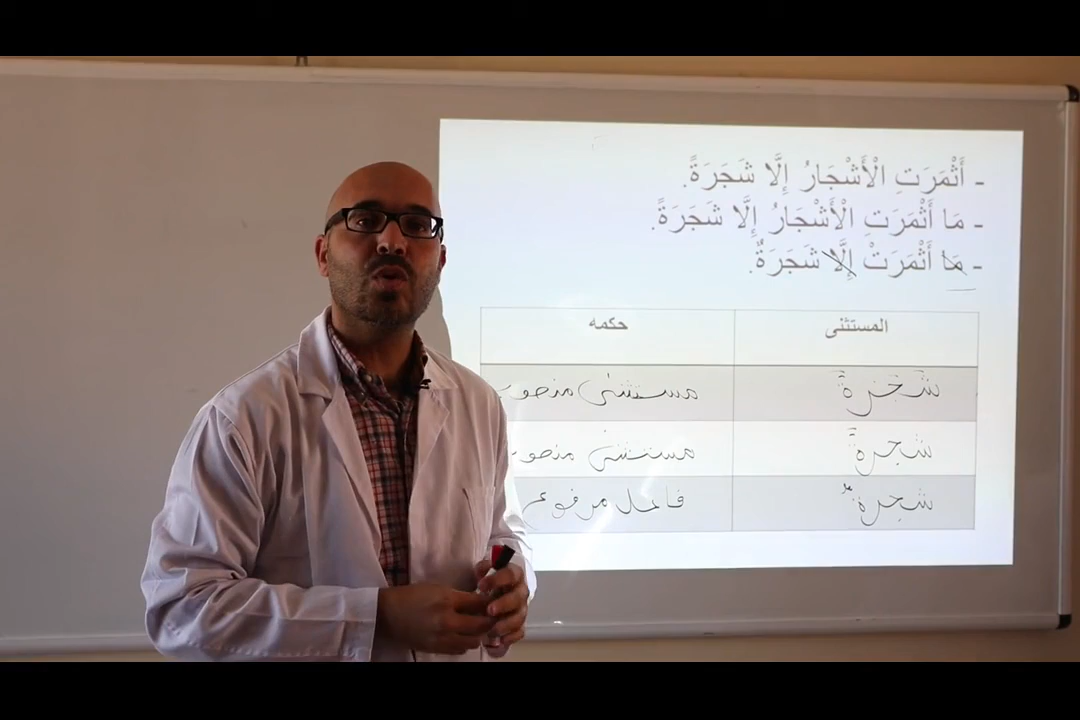 - أَثْمَرَتِ الْأَشْجَارُ إِلَّا شَجَرَةً.
- مَا أَثْمَرَتِ الْأَشْجَارُ إِلَّا شَجَرَةً.
- مَا أَثْمَرَتْ إِلَّا شَجَرَةٌ.
المستثنى حكمه
شجرةً مستثنى منصوب
شجرةً مستثنى منصوب
شجرةٌ فاعل مرفوع